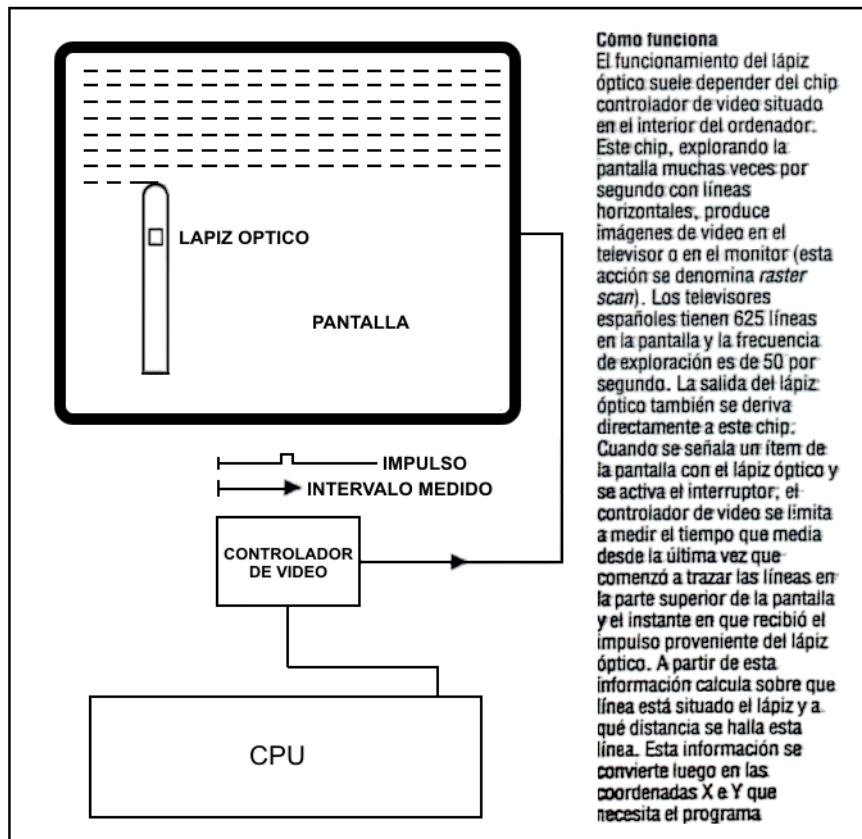 LAPIZ OPTICO
PANTALLA
IMPULSO
INTERVALO MEDIDO
CONTROLADOR
DE VIDEO
CPU
Cómo funciona
El funcionamiento del lápiz
óptico suele depender del chip
controlador de video situado
en el interior del ordenador.
Este chip, explorando la
pantalla muchas veces por
segundo con líneas
horizontales, produce
imágenes de video en el
televisor o en el monitor (esta
acción se denomina raster
scan). Los televisores
españoles tienen 625 líneas
en la pantalla y la frecuencia
de exploración es de 50 por
segundo. La salida del lápiz
óptico también se deriva
directamente a este chip.
Cuando se señala un ítem de
la pantalla con el lápiz óptico y
se activa el interruptor, el
controlador de video se limita
a medir el tiempo que media
desde la última vez que
comenzó a trazar las líneas en
la parte superior de la pantalla
y el instante en que recibió el
impulso proveniente del lápiz
óptico. A partir de esta
información calcula sobre que
línea está situado el lápiz y a
qué distancia se halla esta
línea. Esta información se
convierte luego en las
coordenadas X e Y que
necesita el programa